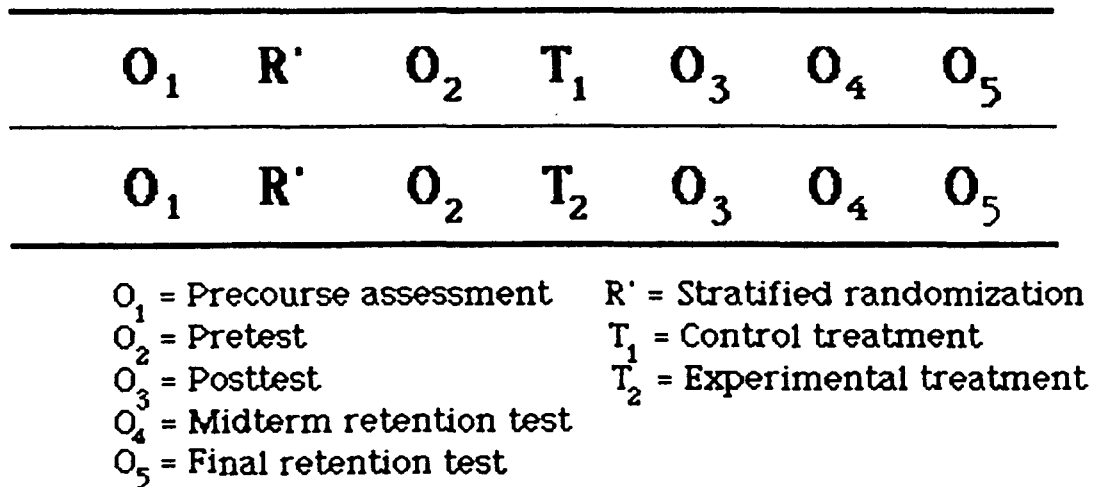 O₁ R' O₂ T₁ O₃ O₄ O₅
O₁ R' O₂ T₂ O₃ O₄ O₅
O₁ = Precourse assessment R' = Stratified randomization
O₂ = Pretest T₁ = Control treatment
O₃ = Posttest T₂ = Experimental treatment
O₄ = Midterm retention test
O₅ = Final retention test